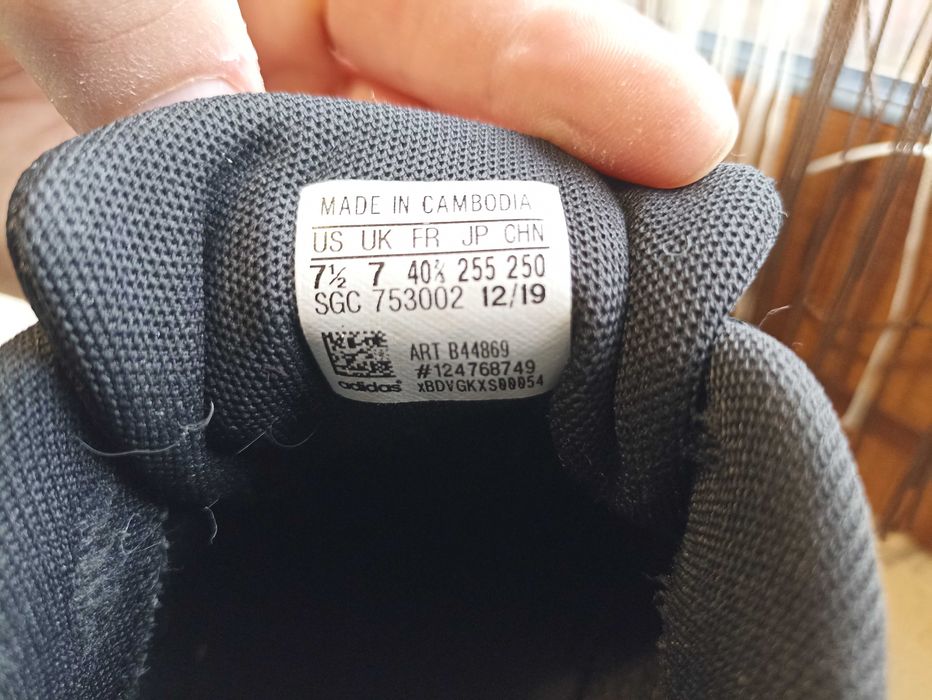 MADE IN CAMBODIA
US UK FR JP CHN
7½ 7 40⅔ 255 250
SGC 753002 12/19
ART B44869
#124768749
adidas xBDVGKXS00054